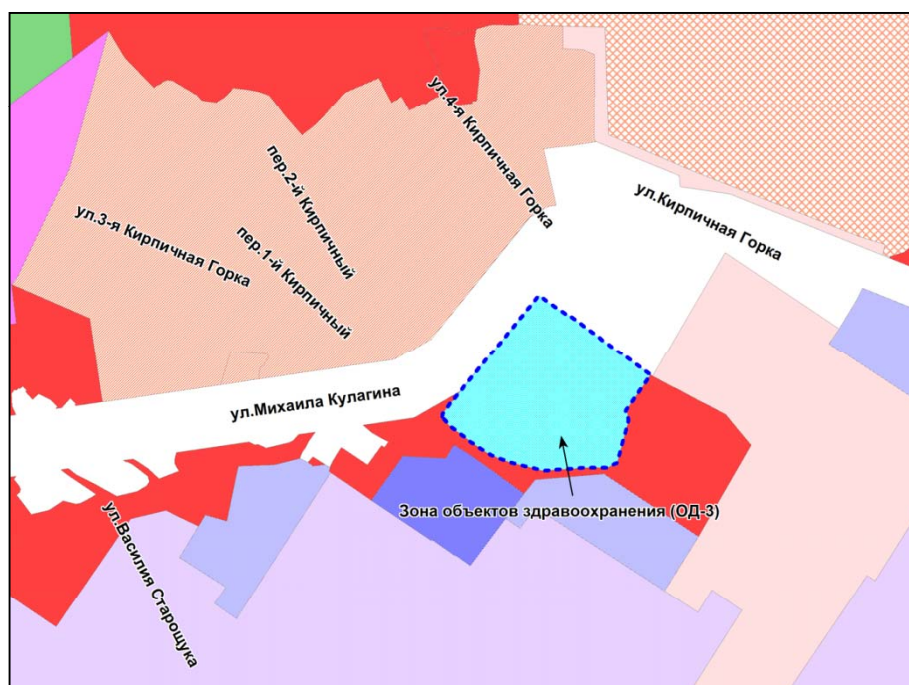 ул.4-я Кирпичная Горка
пер.2-й Кирпичный
ул.Кирпичная Горка
ул.3-я Кирпичная Горка
пер.1-й Кирпичный
ул.Михаила Кулагина
Зона объектов здравоохранения (ОД-3)
ул.Василия Старощука